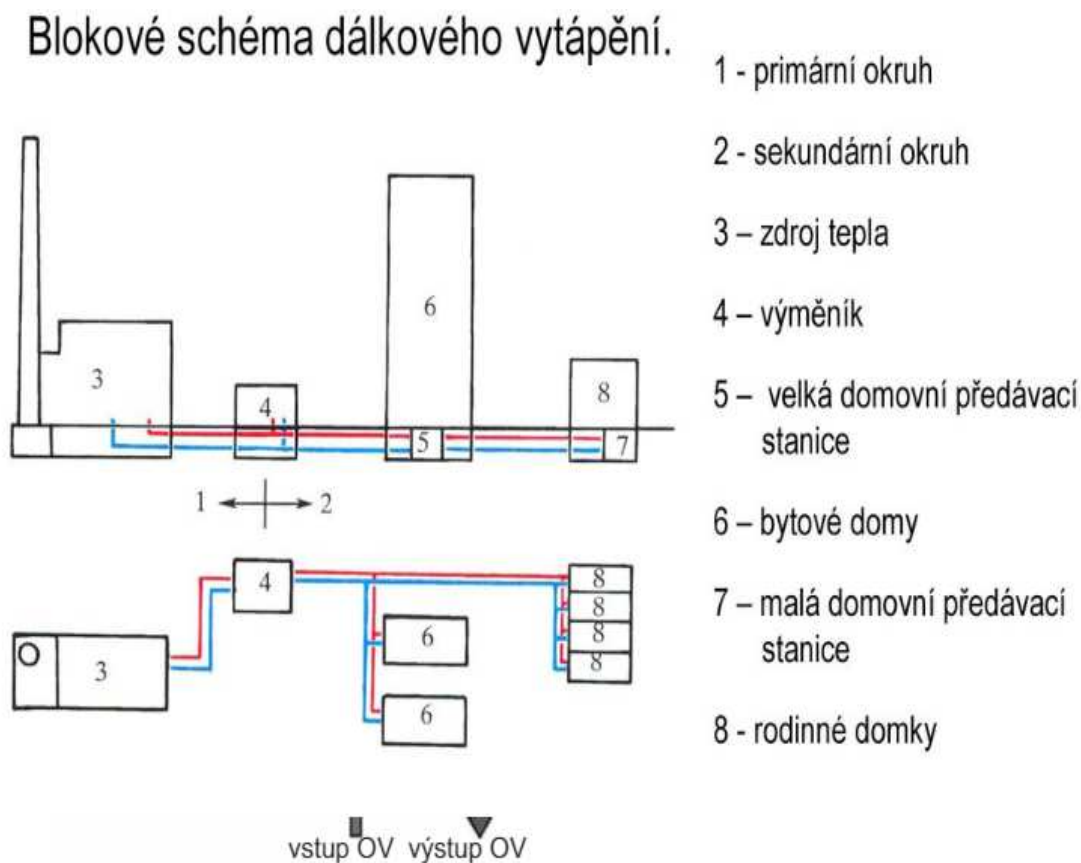 Blokové schéma dálkového vytápění.
1 - primární okruh
2 - sekundární okruh
3 – zdroj tepla
4 – výměník
5 – velká domovní předávací
stanice
6 – bytové domy
7 – malá domovní předávací
stanice
8 - rodinné domky
6
3
4
8
5
7
1
2
4
8
8
8
8
6
3
6
vstup OV výstup OV